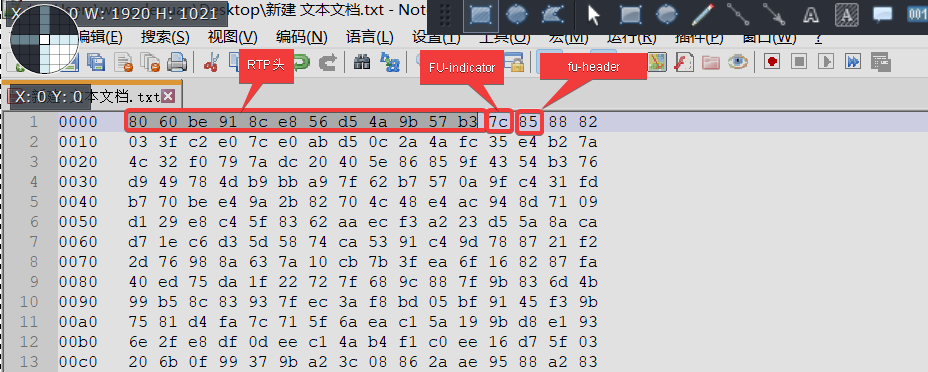 X: 0 W: 1920 H: 1021
\Desktop\新建 文本文档.txt - Not
编辑(E) 搜索(S) 视图(V) 编码(N) 语言(L) 设置(T) 工具(O) 宏(M) 运行(R) 插件(P) 窗口(W) ?
RTP头
FU-indicator
fu-header
X: 0 Y: 0
本文档.txt
1 0000 80 60 be 91 8c e8 56 d5 4a 9b 57 b3 7c 85 88 82
2 0010 03 3f c2 e0 7c e0 ab d5 0c 2a 4a fc 35 e4 b2 7a
3 0020 4c 32 f0 79 7a dc 20 40 5e 86 85 9f 43 54 b3 76
4 0030 d9 49 78 4d b9 bb a9 7f 62 b7 57 0a 9f c4 31 fd
5 0040 b7 70 be e4 9a 2b 82 70 4c 48 e4 ac 94 8d 71 09
6 0050 d1 29 e8 c4 5f 83 62 aa ec f3 a2 23 d5 5a 8a ca
7 0060 d7 1e c6 d3 5d 58 74 ca 53 91 c4 9d 78 87 21 f2
8 0070 2d 76 98 8a 63 7a 10 cb 7b 3f ea 6f 16 82 87 fa
9 0080 40 ed 75 da 1f 22 72 7f 68 9c 88 7f 9b 83 6d 4b
10 0090 99 b5 8c 83 93 7f ec 3a f8 bd 05 bf 91 45 f3 9b
11 00a0 75 81 d4 fa 7c 71 5f 6a ea c1 5a 19 9b d8 e1 93
12 00b0 6e 2f e8 df 0d ee c1 4a b4 f1 c0 ee 16 d7 5f 03
13 00c0 20 6b 0f 99 37 9b a2 3c 08 86 2a ae 95 88 a2 83